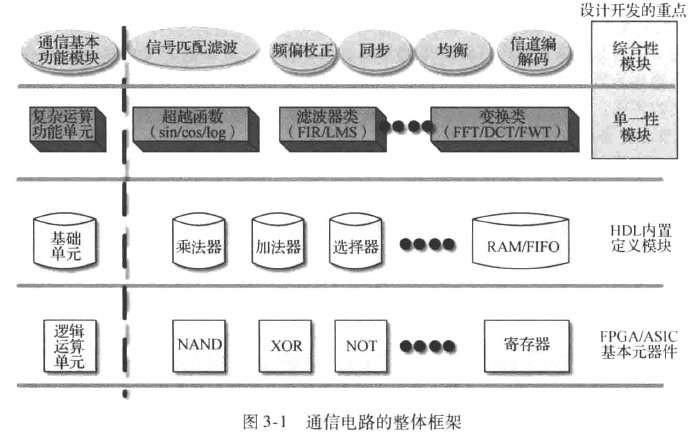 设计开发的重点
通信基本
功能模块
信号匹配滤波
频偏校正
同步
均衡
信道编
解码
综合性
模块
复杂运算
功能单元
超越函数
(sin/cos/log)
滤波器类
(FIR/LMS)
变换类
(FFT/DCT/FWT)
单一性
模块
基础
单元
乘法器
加法器
选择器
RAM/FIFO
HDL内置
定义模块
逻辑
运算
单元
NAND
XOR
NOT
寄存器
FPGA/ASIC
基本元器件
图 3-1 通信电路的整体框架